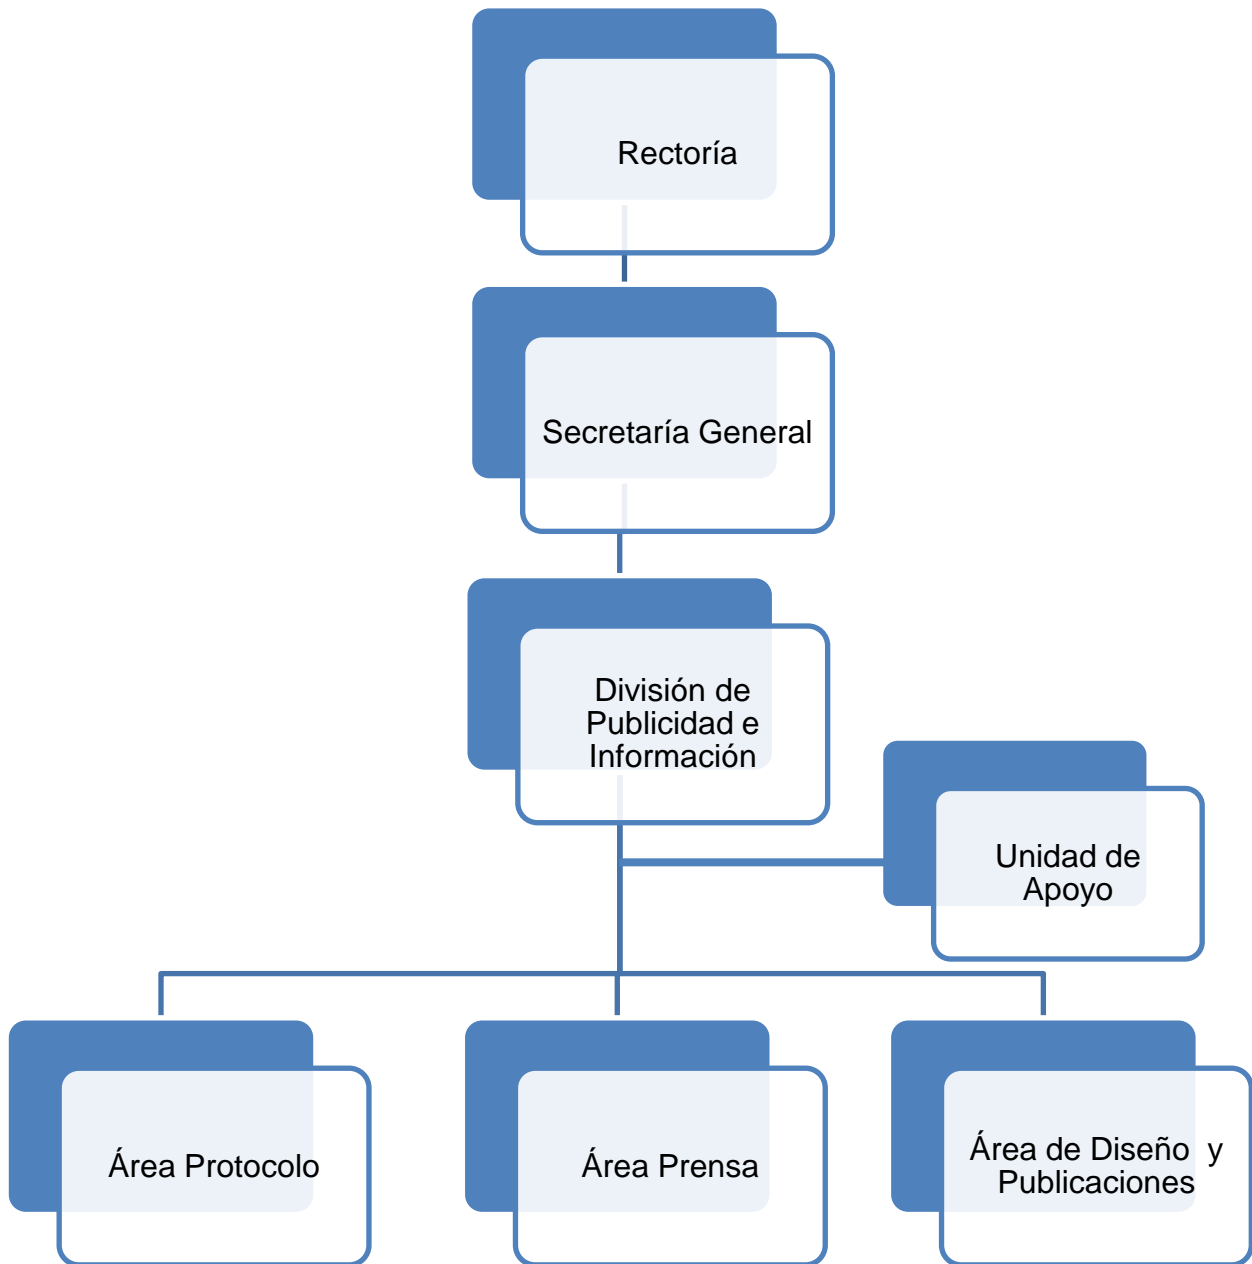 Rectoría
Secretaría General
División de
Publicidad e
Información
Unidad de
Apoyo
Área Protocolo
Área Prensa
Área de Diseño y
Publicaciones